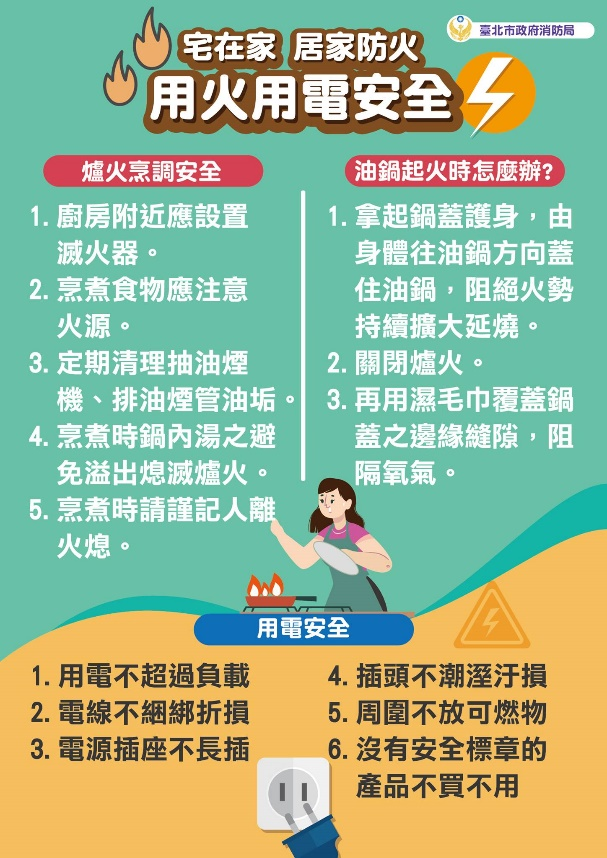 臺北市政府消防局
宅在家 居家防火
用火用電安全
爐火烹調安全
1. 廚房附近應設置
滅火器。
2. 烹煮食物應注意
火源。
3. 定期清理抽油煙
機、排油煙管油垢。
4. 烹煮時鍋內湯之避
免溢出熄滅爐火。
5. 烹煮時請謹記人離
火熄。
油鍋起火時怎麼辦?
1. 拿起鍋蓋護身，由
身體往油鍋方向蓋
住油鍋，阻絕火勢
持續擴大延燒。
2. 關閉爐火。
3. 再用濕毛巾覆蓋鍋
蓋之邊緣縫隙，阻
隔氧氣。
用電安全
1. 用電不超過負載
2. 電線不綑綁折損
3. 電源插座不長插
4. 插頭不潮溼汙損
5. 周圍不放可燃物
6. 沒有安全標章的
產品不買不用